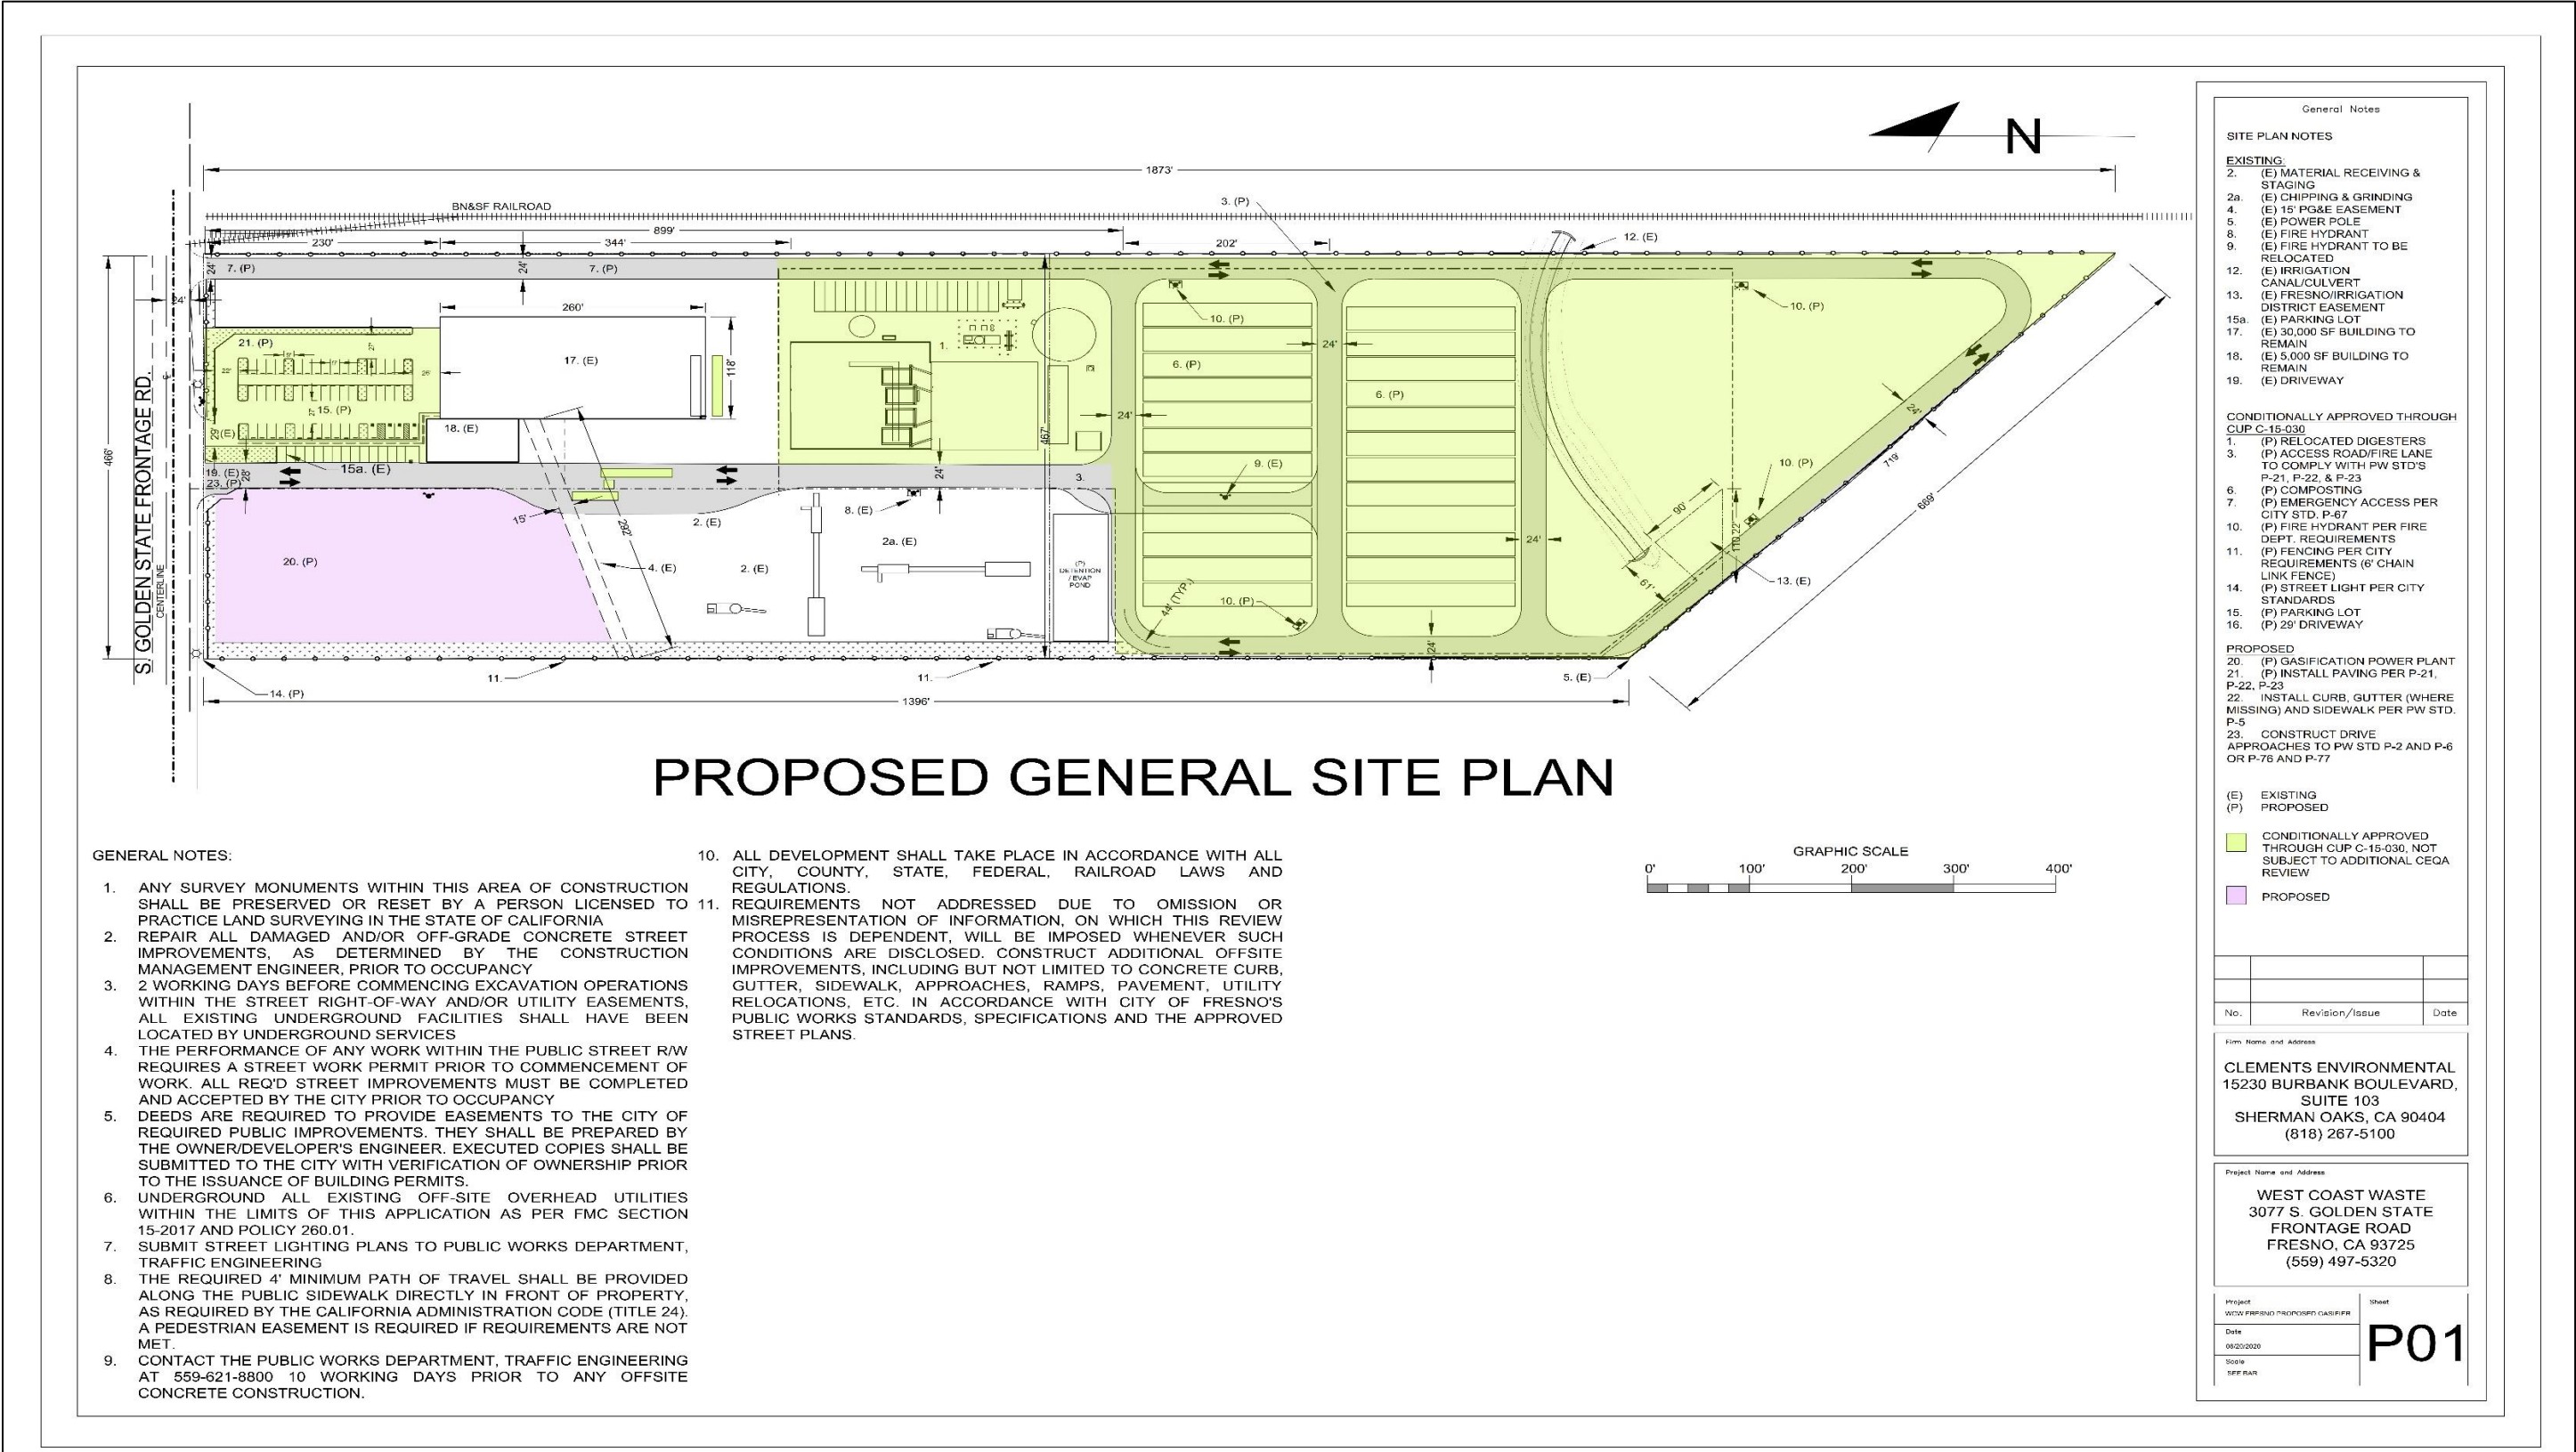 1873'
N
BN&SF RAILROAD
3. (P)
899'
230'
344'
202'
12. (E)
24'
7. (P)
24'
7. (P)
24'
260'
10. (P)
10. (P)
21. (P)
17. (E)
118'
1.
24'
6. (P)
6. (P)
22'
26'
15. (P)
24'
24'
18. (E)
29'
(E)
467'
466'
719'
669'
19. (E)
23. (P)
28'
15a. (E)
24'
3.
9. (E)
10. (P)
90'
15'
292'
2. (E)
8. (E)
2a. (E)
24'
110.22'
20. (P)
4. (E)
2. (E)
(P)
DETENTION
/ EVAP
POND
44' (TYP.)
10. (P)
61'
13. (E)
24'
S. GOLDEN STATE FRONTAGE RD.
CENTERLINE
11.
11.
5. (E)
14. (P)
1396'
PROPOSED GENERAL SITE PLAN
GENERAL NOTES:
1. ANY SURVEY MONUMENTS WITHIN THIS AREA OF CONSTRUCTION
SHALL BE PRESERVED OR RESET BY A PERSON LICENSED TO
PRACTICE LAND SURVEYING IN THE STATE OF CALIFORNIA
2. REPAIR ALL DAMAGED AND/OR OFF-GRADE CONCRETE STREET
IMPROVEMENTS, AS DETERMINED BY THE CONSTRUCTION
MANAGEMENT ENGINEER, PRIOR TO OCCUPANCY
3. 2 WORKING DAYS BEFORE COMMENCING EXCAVATION OPERATIONS
WITHIN THE STREET RIGHT-OF-WAY AND/OR UTILITY EASEMENTS,
ALL EXISTING UNDERGROUND FACILITIES SHALL HAVE BEEN
LOCATED BY UNDERGROUND SERVICES
4. THE PERFORMANCE OF ANY WORK WITHIN THE PUBLIC STREET R/W
REQUIRES A STREET WORK PERMIT PRIOR TO COMMENCEMENT OF
WORK. ALL REQ'D STREET IMPROVEMENTS MUST BE COMPLETED
AND ACCEPTED BY THE CITY PRIOR TO OCCUPANCY
5. DEEDS ARE REQUIRED TO PROVIDE EASEMENTS TO THE CITY OF
REQUIRED PUBLIC IMPROVEMENTS. THEY SHALL BE PREPARED BY
THE OWNER/DEVELOPER'S ENGINEER. EXECUTED COPIES SHALL BE
SUBMITTED TO THE CITY WITH VERIFICATION OF OWNERSHIP PRIOR
TO THE ISSUANCE OF BUILDING PERMITS.
6. UNDERGROUND ALL EXISTING OFF-SITE OVERHEAD UTILITIES
WITHIN THE LIMITS OF THIS APPLICATION AS PER FMC SECTION
15-2017 AND POLICY 260.01.
7. SUBMIT STREET LIGHTING PLANS TO PUBLIC WORKS DEPARTMENT,
TRAFFIC ENGINEERING
8. THE REQUIRED 4' MINIMUM PATH OF TRAVEL SHALL BE PROVIDED
ALONG THE PUBLIC SIDEWALK DIRECTLY IN FRONT OF PROPERTY,
AS REQUIRED BY THE CALIFORNIA ADMINISTRATION CODE (TITLE 24).
A PEDESTRIAN EASEMENT IS REQUIRED IF REQUIREMENTS ARE NOT
MET.
9. CONTACT THE PUBLIC WORKS DEPARTMENT, TRAFFIC ENGINEERING
AT 559-621-8800 10 WORKING DAYS PRIOR TO ANY OFFSITE
CONCRETE CONSTRUCTION.
10. ALL DEVELOPMENT SHALL TAKE PLACE IN ACCORDANCE WITH ALL
CITY, COUNTY, STATE, FEDERAL, RAILROAD LAWS AND
REGULATIONS.
11. REQUIREMENTS NOT ADDRESSED DUE TO OMISSION OR
MISREPRESENTATION OF INFORMATION, ON WHICH THIS REVIEW
PROCESS IS DEPENDENT, WILL BE IMPOSED WHENEVER SUCH
CONDITIONS ARE DISCLOSED. CONSTRUCT ADDITIONAL OFFSITE
IMPROVEMENTS, INCLUDING BUT NOT LIMITED TO CONCRETE CURB,
GUTTER, SIDEWALK, APPROACHES, RAMPS, PAVEMENT, UTILITY
RELOCATIONS, ETC. IN ACCORDANCE WITH CITY OF FRESNO'S
PUBLIC WORKS STANDARDS, SPECIFICATIONS AND THE APPROVED
STREET PLANS.
GRAPHIC SCALE
0' 100' 200' 300' 400'
General Notes
SITE PLAN NOTES
EXISTING:
2. (E) MATERIAL RECEIVING &
STAGING
2a. (E) CHIPPING & GRINDING
4. (E) 15' PG&E EASEMENT
5. (E) POWER POLE
8. (E) FIRE HYDRANT
9. (E) FIRE HYDRANT TO BE
RELOCATED
12. (E) IRRIGATION
CANAL/CULVERT
13. (E) FRESNO/IRRIGATION
DISTRICT EASEMENT
15a. (E) PARKING LOT
17. (E) 30,000 SF BUILDING TO
REMAIN
18. (E) 5,000 SF BUILDING TO
REMAIN
19. (E) DRIVEWAY
CONDITIONALLY APPROVED THROUGH
CUP C-15-030
1. (P) RELOCATED DIGESTERS
3. (P) ACCESS ROAD/FIRE LANE
TO COMPLY WITH PW STD'S
P-21, P-22, & P-23
6. (P) COMPOSTING
7. (P) EMERGENCY ACCESS PER
CITY STD. P-67
10. (P) FIRE HYDRANT PER FIRE
DEPT. REQUIREMENTS
11. (P) FENCING PER CITY
REQUIREMENTS (6' CHAIN
LINK FENCE)
14. (P) STREET LIGHT PER CITY
STANDARDS
15. (P) PARKING LOT
16. (P) 29' DRIVEWAY
PROPOSED
20. (P) GASIFICATION POWER PLANT
21. (P) INSTALL PAVING PER P-21,
P-22, P-23
22. INSTALL CURB, GUTTER (WHERE
MISSING) AND SIDEWALK PER PW STD.
P-5
23. CONSTRUCT DRIVE
APPROACHES TO PW STD P-2 AND P-6
OR P-76 AND P-77
(E) EXISTING
(P) PROPOSED
CONDITIONALLY APPROVED
THROUGH CUP C-15-030, NOT
SUBJECT TO ADDITIONAL CEQA
REVIEW
PROPOSED
No. Revision/Issue Date
Firm Name and Address
CLEMENTS ENVIRONMENTAL
15230 BURBANK BOULEVARD,
SUITE 103
SHERMAN OAKS, CA 90404
(818) 267-5100
Project Name and Address
WEST COAST WASTE
3077 S. GOLDEN STATE
FRONTAGE ROAD
FRESNO, CA 93725
(559) 497-5320
Project
WCW FRESNO PROPOSED GASIFIER
Date
08/20/2020
Scale
SEE BAR
Sheet
P01